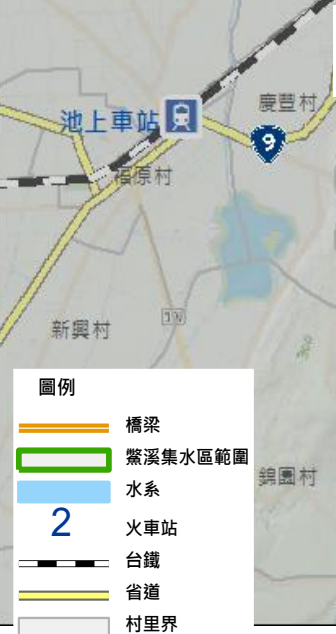 慶豊村
池上車站
9
福原村
197
新興村
圖例
橋梁
鱉溪集水區範圍
水系
錦園村
2
火車站
台鐵
省道
村里界